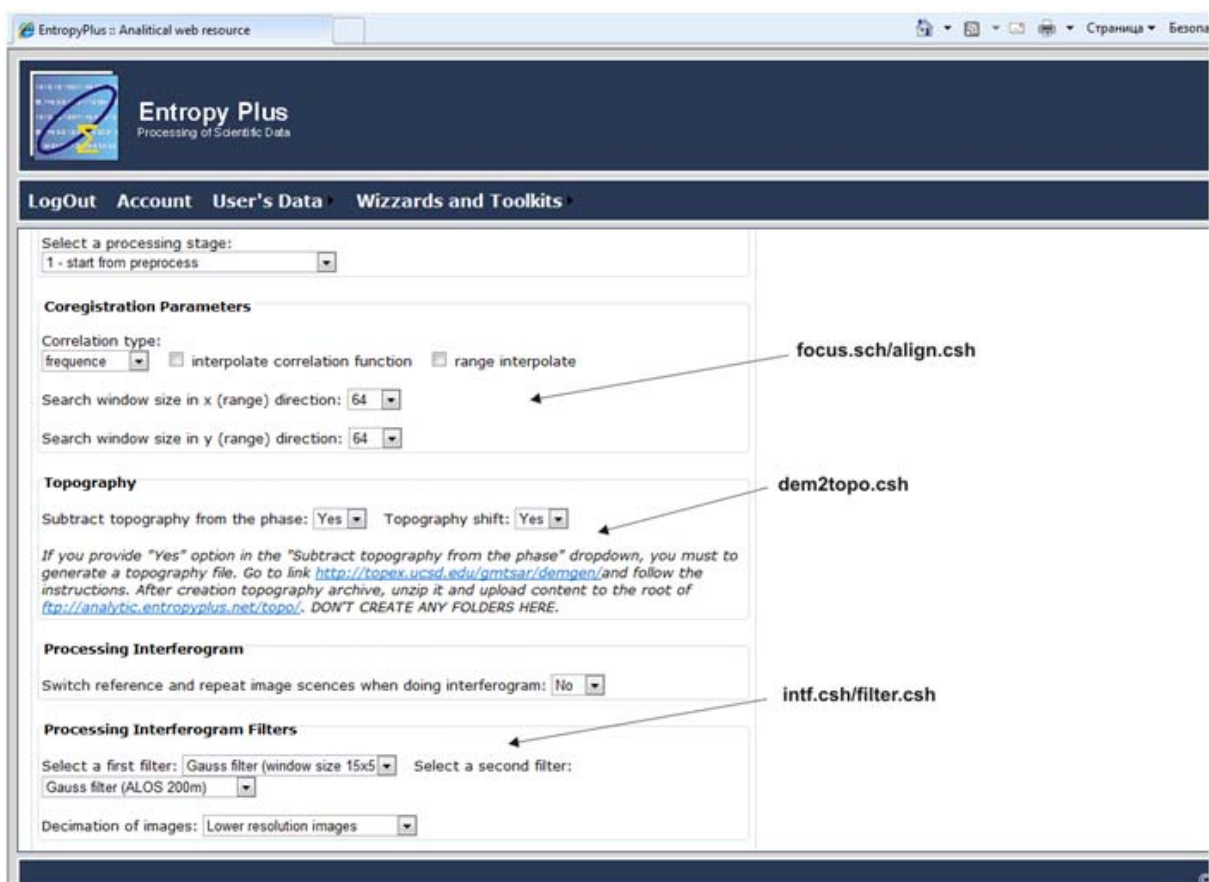 EntropyPlus :: Analitical web resource
Страница
Безопа
Entropy Plus
Processing of Scientific Data
LogOut Account User's Data Wizzards and Toolkits
Select a processing stage:
1 - start from preprocess
Coregistration Parameters
Correlation type:
frequence interpolate correlation function range interpolate
focus.sch/align.csh
Search window size in x (range) direction: 64
Search window size in y (range) direction: 64
Topography
dem2topo.csh
Subtract topography from the phase: Yes Topography shift: Yes
If you provide "Yes" option in the "Subtract topography from the phase" dropdown, you must to
generate a topography file. Go to link http://topex.ucsd.edu/gmtsar/demgen/and follow the
instructions. After creation topography archive, unzip it and upload content to the root of
ftp://analytic.entropyplus.net/topo/. DON'T CREATE ANY FOLDERS HERE.
Processing Interferogram
Switch reference and repeat image scences when doing interferogram: No
intf.csh/filter.csh
Processing Interferogram Filters
Select a first filter: Gauss filter (window size 15x5 Select a second filter:
Gauss filter (ALOS 200m)
Decimation of images: Lower resolution images